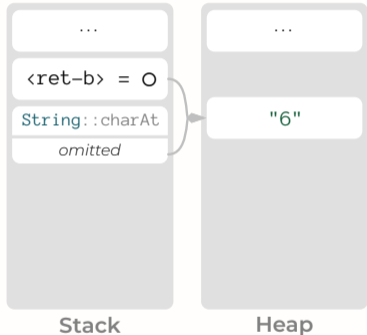 ...
<ret-b> = O
String::charAt
omitted
...
"6"
Stack
Heap